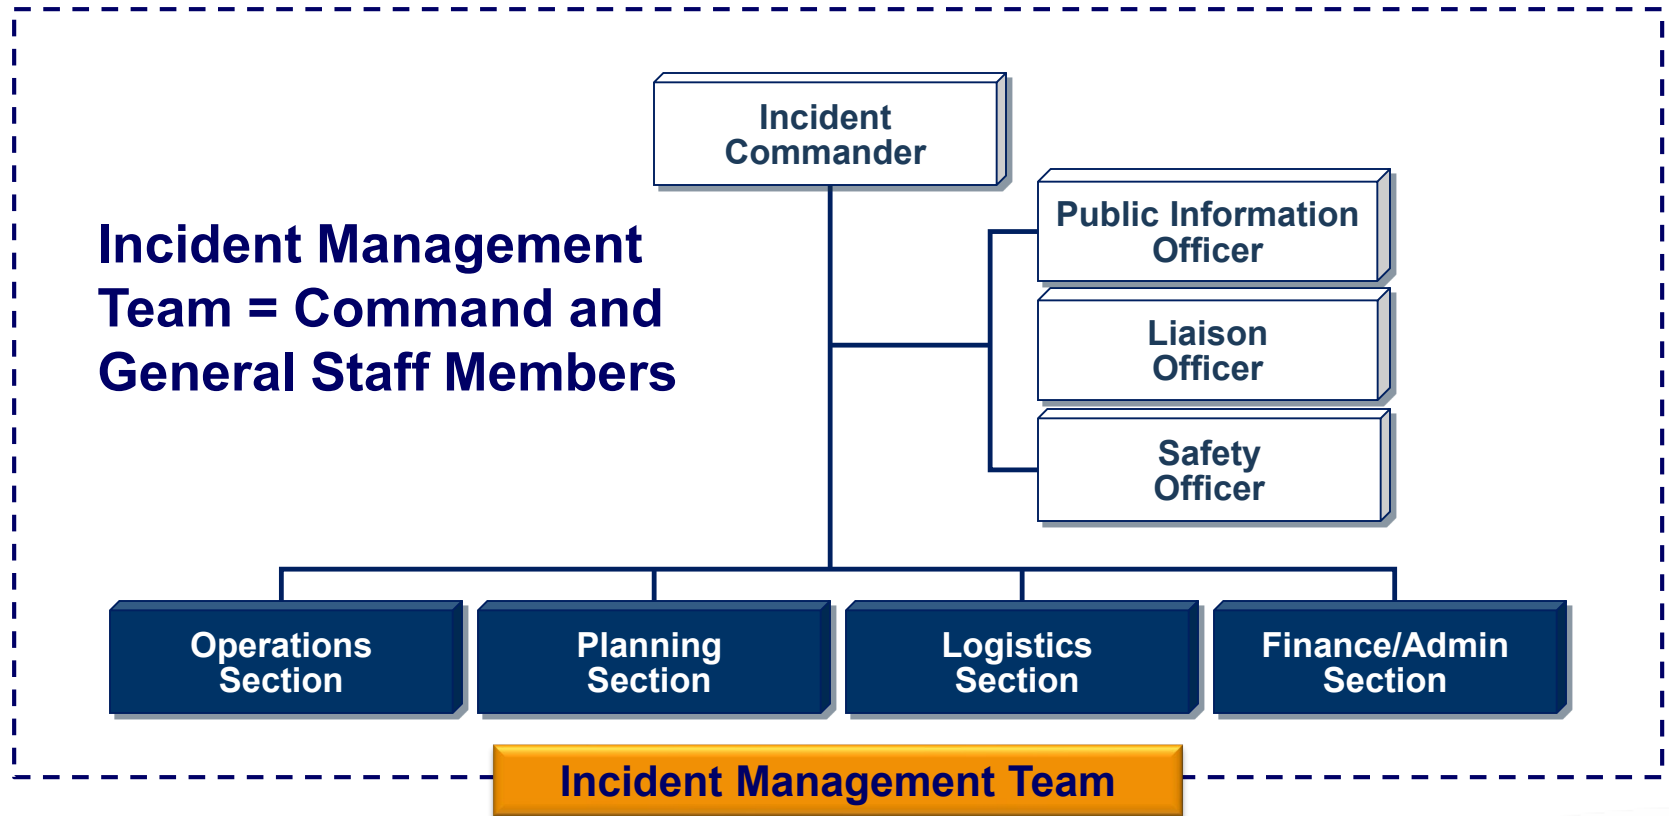 Incident
Commander
Public Information
Officer
Incident Management
Team = Command and
General Staff Members
Liaison
Officer
Safety
Officer
Operations
Section
Planning
Section
Logistics
Section
Finance/Admin
Section
Incident Management Team